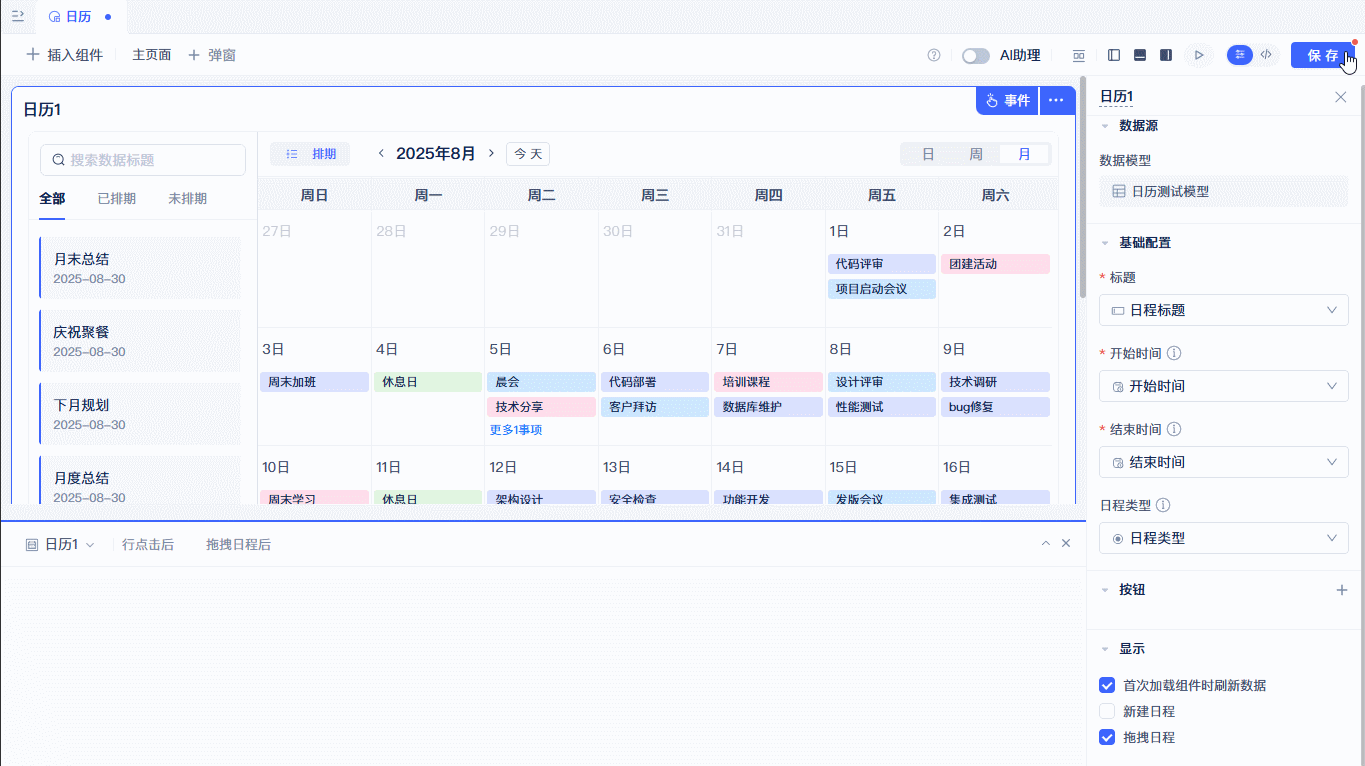 日历
插入组件 主页面 弹窗
AI助理
保存
日历1
事件
搜索数据标题
全部 已排期 未排期
月末总结
2025-08-30
庆祝聚餐
2025-08-30
下月规划
2025-08-30
月度总结
2025-08-30
排期
2025年8月
今天
日 周 月
周日 周一 周二 周三 周四 周五 周六
27日 28日 29日 30日 31日 1日 2日
代码评审 团建活动
项目启动会议
3日 4日 5日 6日 7日 8日 9日
周末加班 休息日 晨会 代码部署 培训课程 设计评审 技术调研
技术分享 客户拜访 数据库维护 性能测试 bug修复
更多1事项
10日 11日 12日 13日 14日 15日 16日
周末学习 休息日 架构设计 安全检查 功能开发 发版会议 集成测试
日历1 行点击后 拖拽日程后
日历1
数据源
数据模型
日历测试模型
基础配置
* 标题
日程标题
* 开始时间
开始时间
* 结束时间
结束时间
日程类型
日程类型
按钮
显示
首次加载组件时刷新数据
新建日程
拖拽日程